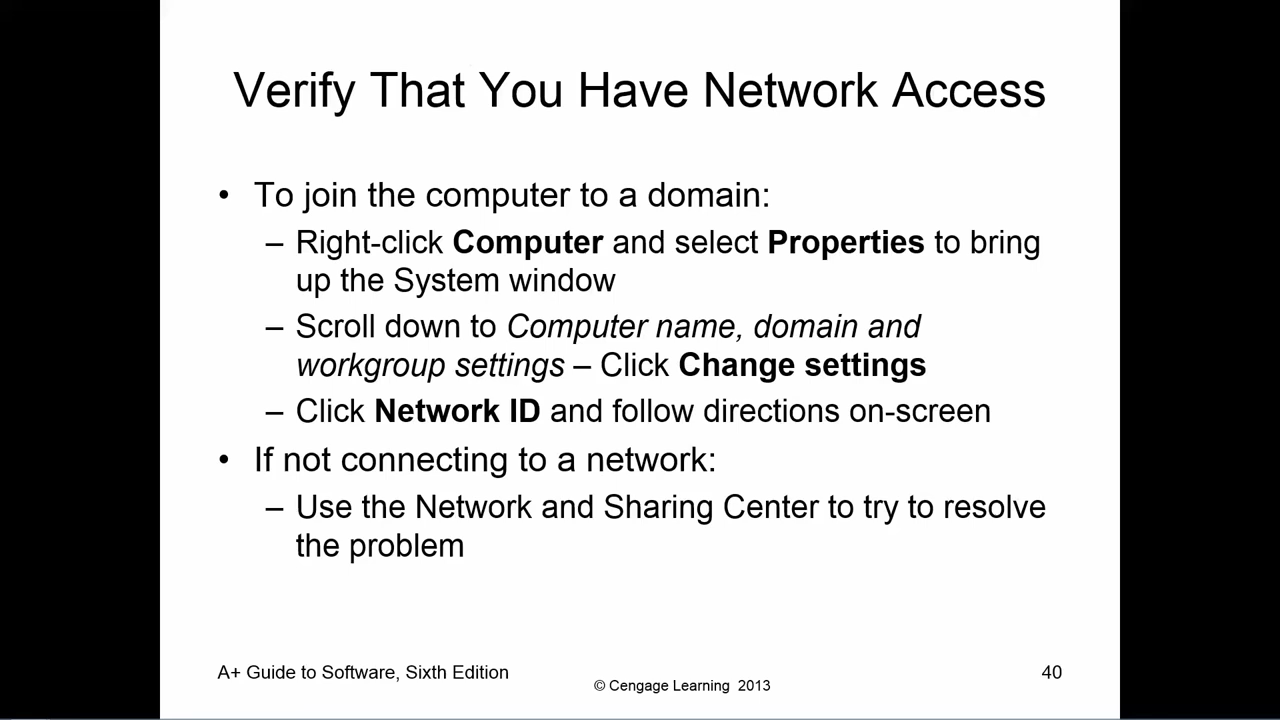 Verify That You Have Network Access
• To join the computer to a domain:
– Right-click Computer and select Properties to bring
up the System window
– Scroll down to Computer name, domain and
workgroup settings – Click Change settings
– Click Network ID and follow directions on-screen
• If not connecting to a network:
– Use the Network and Sharing Center to try to resolve
the problem
A+ Guide to Software, Sixth Edition
© Cengage Learning 2013
40